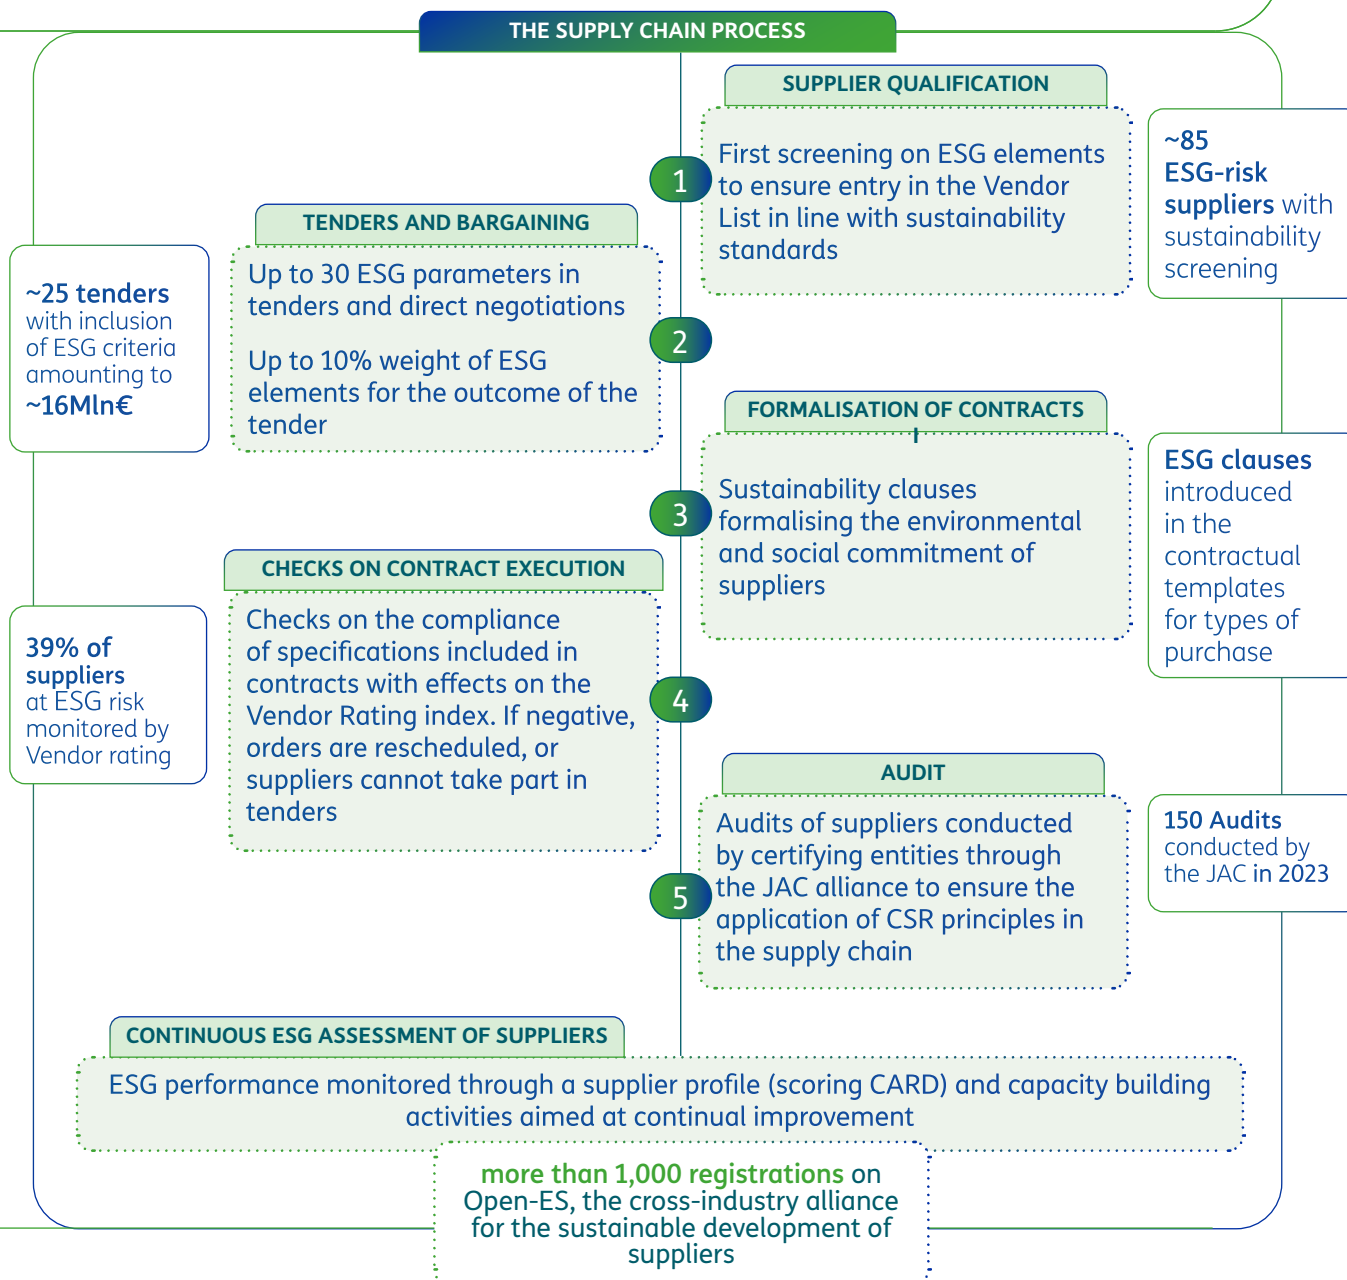 THE SUPPLY CHAIN PROCESS
SUPPLIER QUALIFICATION
1
First screening on ESG elements
to ensure entry in the Vendor
List in line with sustainability
standards
~85
ESG-risk
suppliers with
sustainability
screening
TENDERS AND BARGAINING
~25 tenders
with inclusion
of ESG criteria
amounting to
~16Mln€
Up to 30 ESG parameters in
tenders and direct negotiations
Up to 10% weight of ESG
elements for the outcome of the
tender
2
FORMALISATION OF CONTRACTS
I
3
Sustainability clauses
formalising the environmental
and social commitment of
suppliers
ESG clauses
introduced
in the
contractual
templates
for types of
purchase
CHECKS ON CONTRACT EXECUTION
39% of
suppliers
at ESG risk
monitored by
Vendor rating
Checks on the compliance
of specifications included in
contracts with effects on the
Vendor Rating index. If negative,
orders are rescheduled, or
suppliers cannot take part in
tenders
4
AUDIT
5
Audits of suppliers conducted
by certifying entities through
the JAC alliance to ensure the
application of CSR principles in
the supply chain
150 Audits
conducted by
the JAC in 2023
CONTINUOUS ESG ASSESSMENT OF SUPPLIERS
ESG performance monitored through a supplier profile (scoring CARD) and capacity building
activities aimed at continual improvement
more than 1,000 registrations on
Open-ES, the cross-industry alliance
for the sustainable development of
suppliers